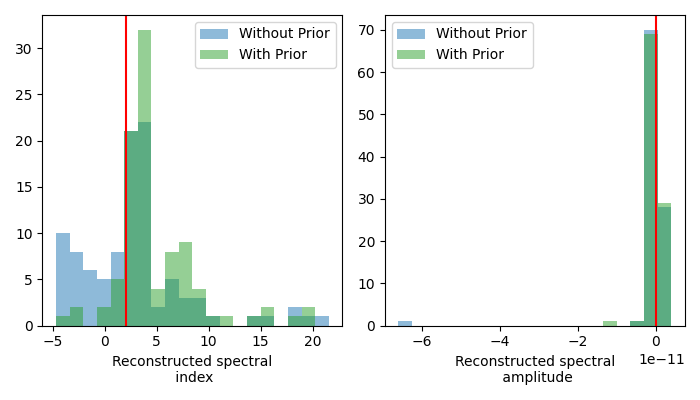 Without Prior
With Prior
30
25
20
15
10
5
0
−5
0
5
10
15
20
Reconstructed spectral
index
Without Prior
With Prior
70
60
50
40
30
20
10
0
−6
−4
−2
0
1e−11
Reconstructed spectral
amplitude